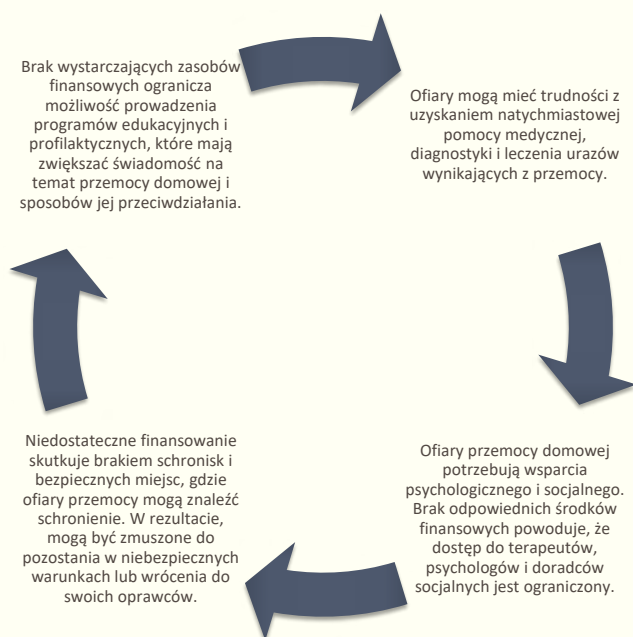 Brak wystarczających zasobów
finansowych ogranicza
możliwość prowadzenia
programów edukacyjnych i
profilaktycznych, które mają
zwiększać świadomość na
temat przemocy domowej i
sposobów jej przeciwdziałania.
Ofiary mogą mieć trudności z
uzyskaniem natychmiastowej
pomocy medycznej,
diagnostyki i leczenia urazów
wynikających z przemocy.
Ofiary przemocy domowej
potrzebują wsparcia
psychologicznego i socjalnego.
Brak odpowiednich środków
finansowych powoduje, że
dostęp do terapeutów,
psychologów i doradców
socjalnych jest ograniczony.
Niedostateczne finansowanie
skutkuje brakiem schronisk i
bezpiecznych miejsc, gdzie
ofiary przemocy mogą znaleźć
schronienie. W rezultacie,
mogą być zmuszone do
pozostania w niebezpiecznych
warunkach lub wrócenia do
swoich oprawców.